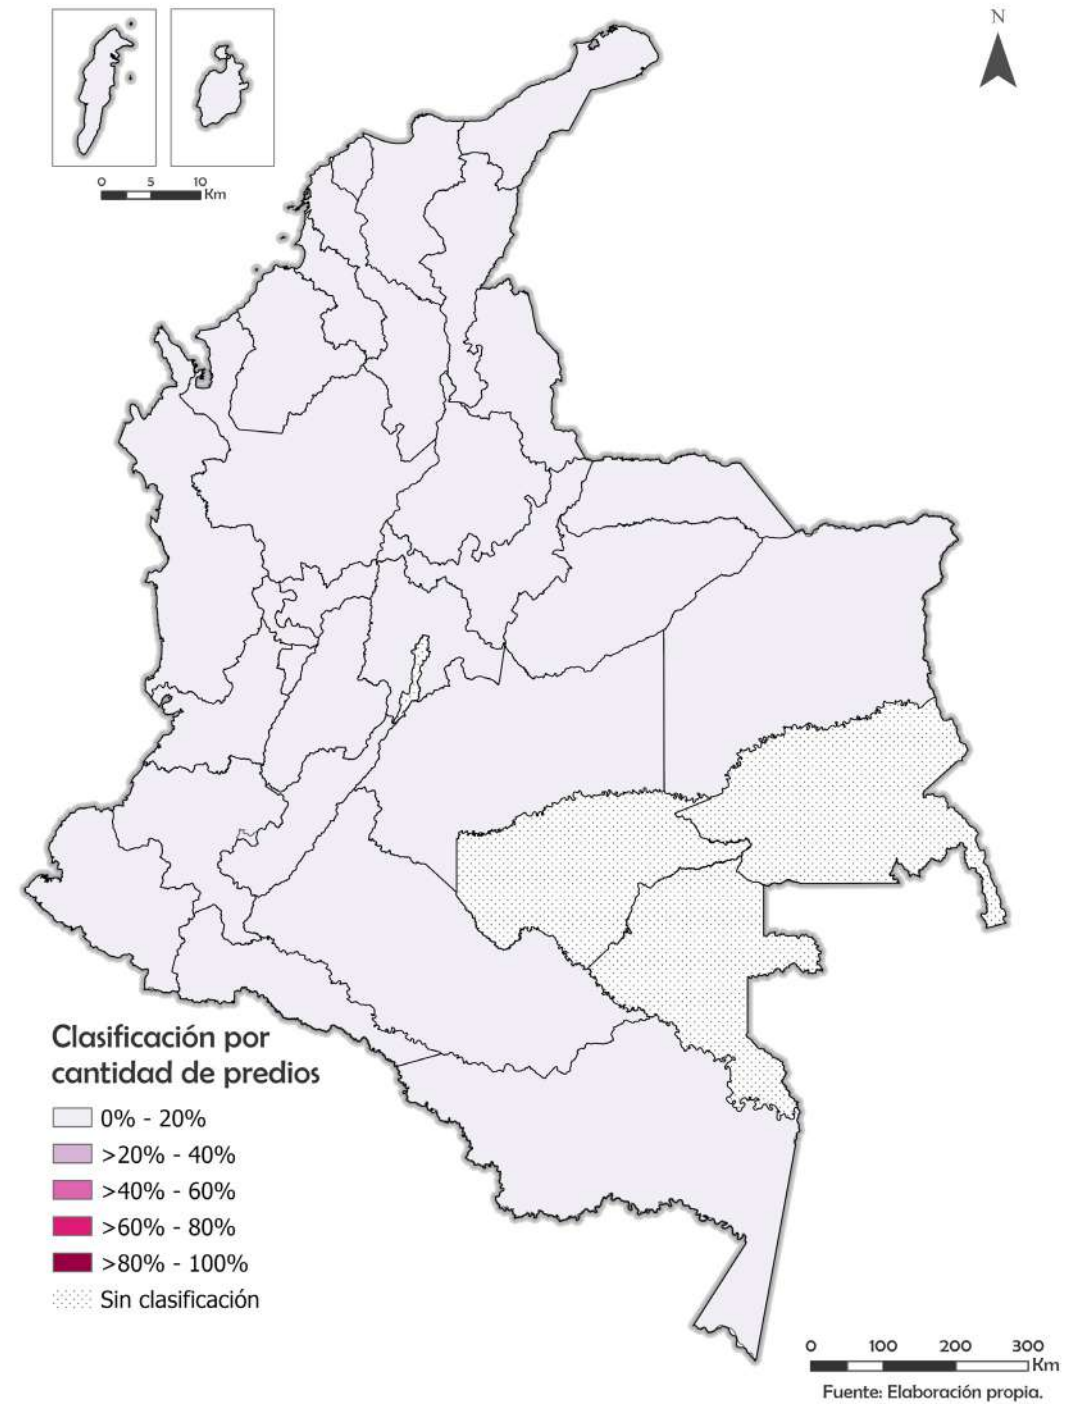 N
0 5 10
Km
Clasificación por
cantidad de predios
0% - 20%
>20% - 40%
>40% - 60%
>60% - 80%
>80% - 100%
Sin clasificación
0 100 200 300
Km
Fuente: Elaboración propia.